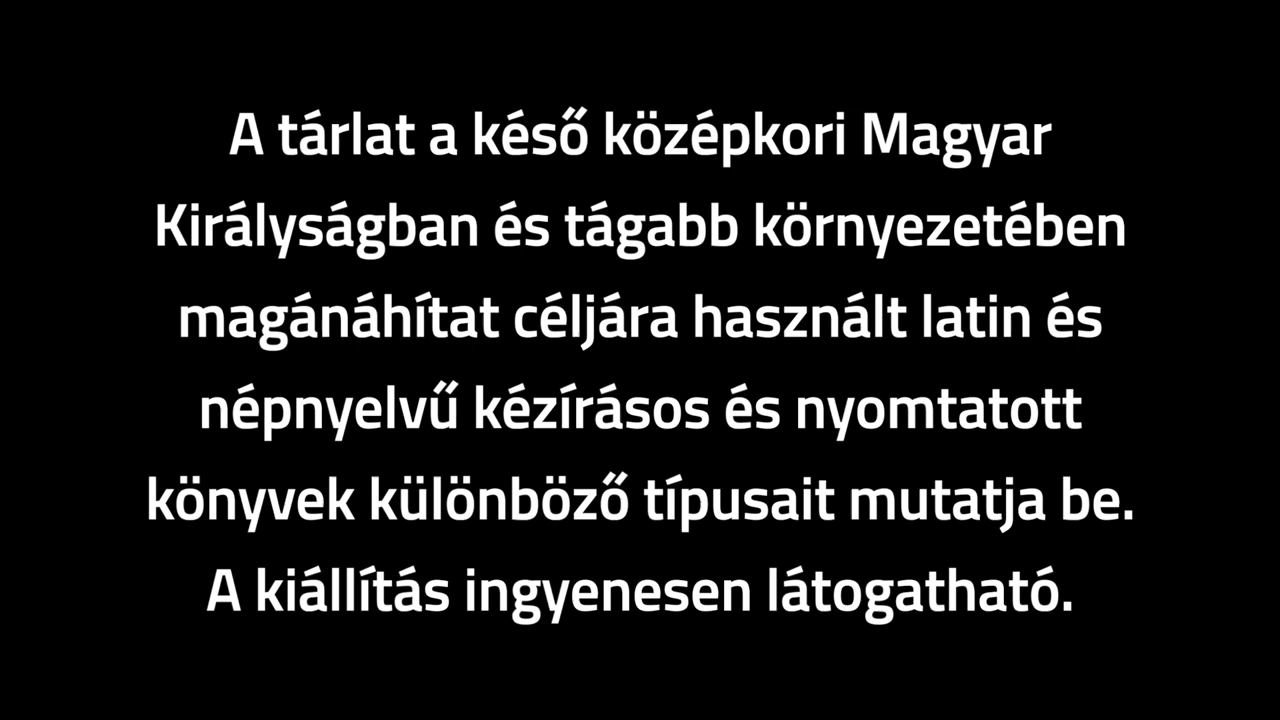 A tárlat a késő középkori Magyar
Királyságban és tágabb környezetében
magánáhítat céljára használt latin és
népnyelvű kézírásos és nyomtatott
könyvek különböző típusait mutatja be.
A kiállítás ingyenesen látogatható.